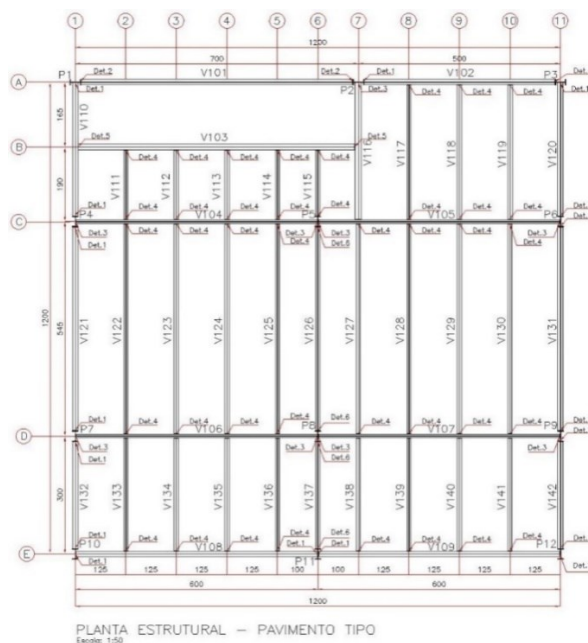 1 2 3 4 5 6 7 8 9 10 11
1200
700 500
Det.2 Det.2 Det.1 Det.
A P1 V101 V102 P3
Det.1 P2 Det.3 Det.4 Det.4 Det.4 Det.1
165 V110 V116 V117 V118 V119 V120
Det.5 V103 Det.5
B
Det.4 Det.4 Det.4 Det.4 Det.4
190 V111 V112 V113 V114 V115
Det.1 Det.4 Det.4 Det.4 Det.4 Det.4 Det.4 Det.4 Det.4 Det.
P4 V104 P5 V105 P6
C
Det.3 Det.4 Det.4 Det.4 Det.3 Det.3 Det.4 Det.4 Det.4 Det.3
Det.1 Det.4 Det.6 Det.4
1200
545 V121 V122 V123 V124 V125 V126 V127 V128 V129 V130 V131
Det.1 Det.4 Det.4 Det.4 Det.4 Det.6 Det.4 Det.4 Det.4 Det.
P7 V106 P8 V107 P9
D
Det.3 Det.3 Det.3 Det.3
Det.1 Det.6
300 V132 V133 V134 V135 V136 V137 V138 V139 V140 V141 V142
Det.1 Det.4 Det.4 Det.4 Det.4 Det.6 Det.4 Det.4 Det.4 Det.
P10 V108 Det.1 Det.1 V109 P12
E P11
Det.1
125 125 125 125 100 100 125 125 125 125
600 600
1200
PLANTA ESTRUTURAL – PAVIMENTO TIPO
Escala: 1:50